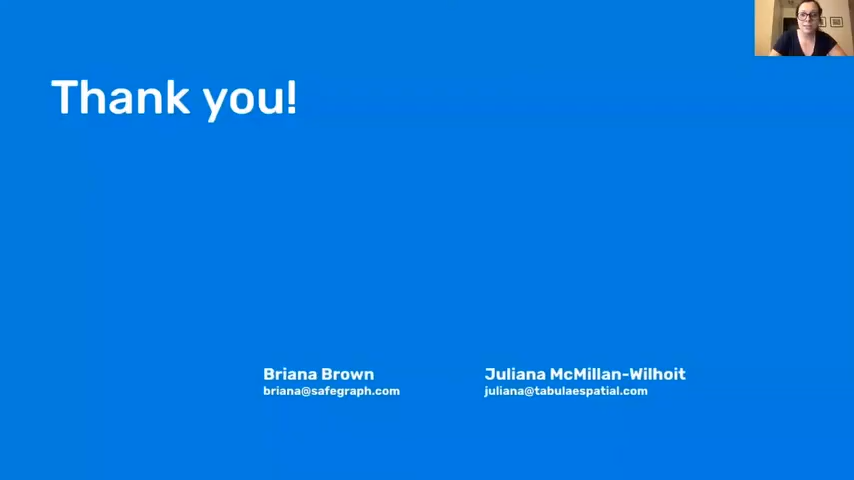 Thank you!
Briana Brown
briana@safegraph.com
Juliana McMillan-Wilhoit
juliana@tabulaespatial.com